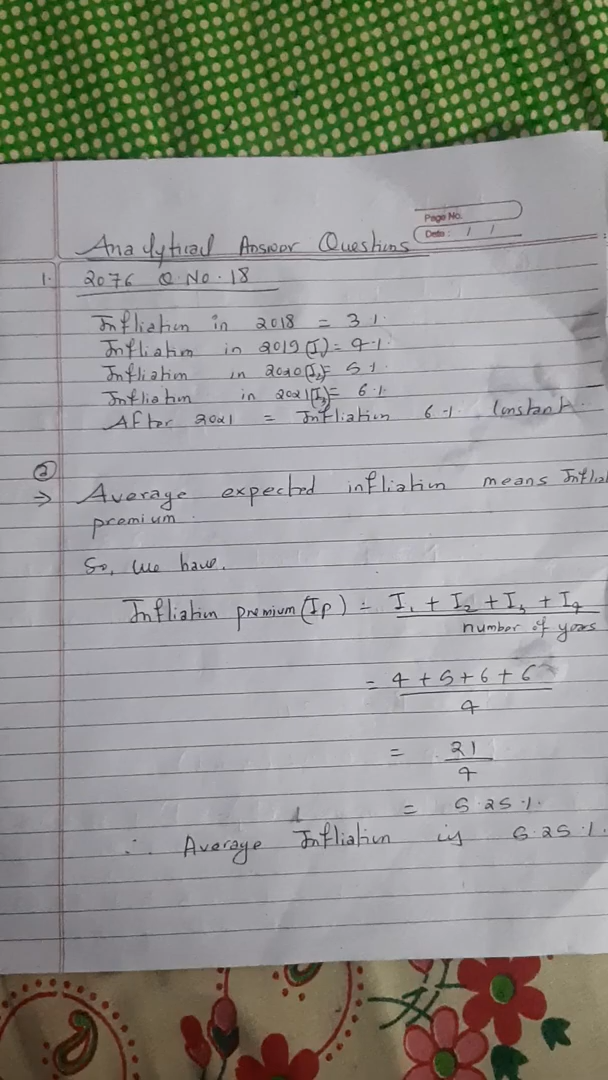 Page No.
Date: / /
Analytical Answer Questions
1. 2076 Q.No.18
Infliation in 2018 = 3%
Infliation in 2019 (I₁) = 4%
Infliation in 2020 (I₂) = 5%
Infliation in 2021 (I₃) = 6%
After 2021 = Infliation 6% Constant.
ⓐ
→ Average expected infliation means Inflia
premium.
So, we have.
Infliation premium (Ip) = I₁ + I₂ + I₃ + I₄
number of years
= 4 + 5 + 6 + 6
4
= 21
4
= 5.25%
∴ Average Infliation is 5.25%.